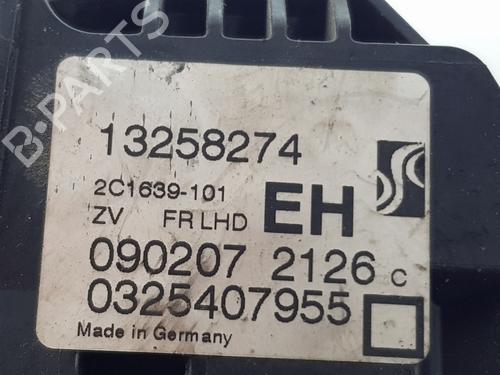 B-PARTS
13258274
2C1639-101
ZV FR LHD EH
090207 2126 C
0325407955
Made in Germany